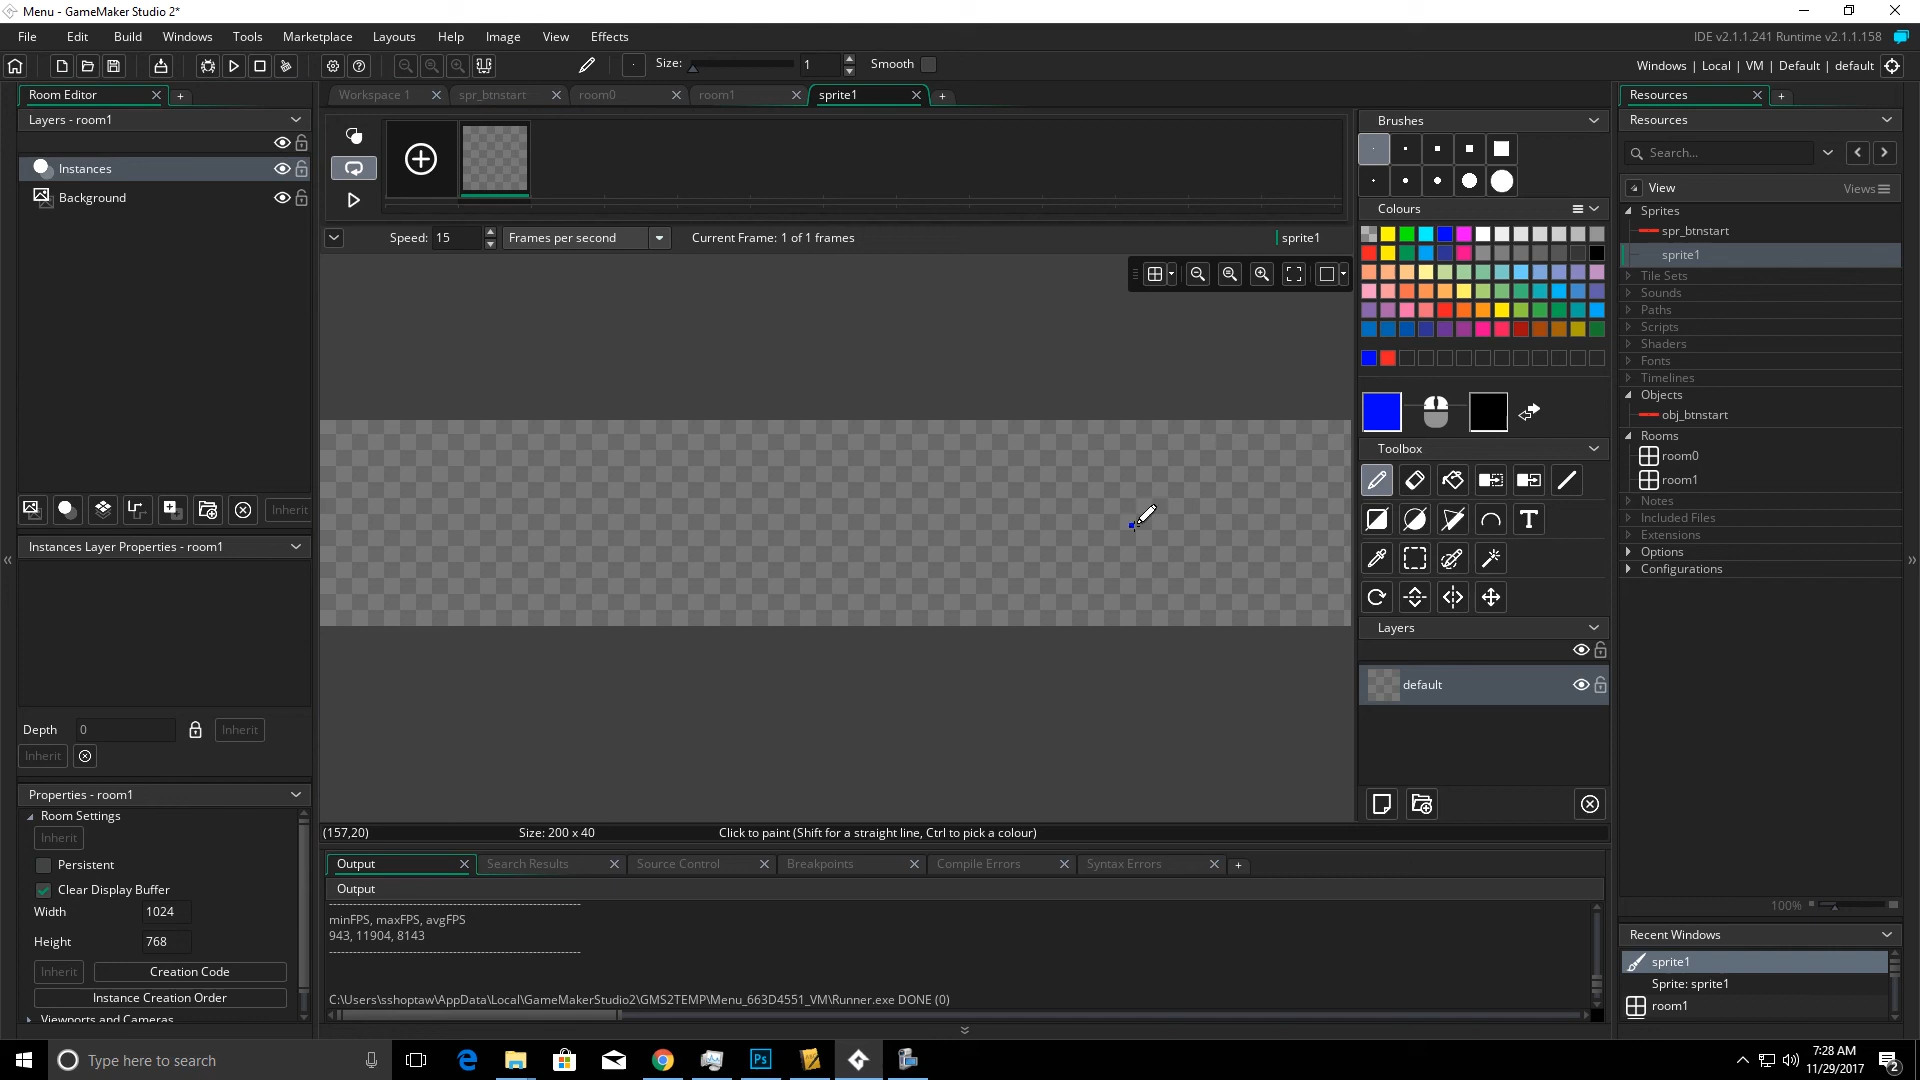 Menu - GameMaker Studio 2*
File Edit Build Windows Tools Marketplace Layouts Help Image View Effects
IDE v2.1.1.241 Runtime v2.1.1.158
Size: 1 Smooth
Windows | Local | VM | Default | default
Room Editor
Workspace 1 spr_btnstart room0 room1 sprite1
Resources
Layers - room1
Brushes
Resources
Search...
Instances
View Views
Background
Colours
Sprites
spr_btnstart
Speed: 15 Frames per second Current Frame: 1 of 1 frames sprite1
sprite1
Tile Sets
Sounds
Paths
Scripts
Shaders
Fonts
Timelines
Objects
obj_btnstart
Rooms
room0
room1
Notes
Included Files
Extensions
Options
Configurations
Toolbox
T
Inherit
Instances Layer Properties - room1
Layers
default
Depth 0 Inherit
Inherit
Properties - room1
Room Settings
Inherit
Persistent
Clear Display Buffer
Width 1024
Height 768
Inherit Creation Code
Instance Creation Order
Viewports and Cameras
(157,20) Size: 200 x 40 Click to paint (Shift for a straight line, Ctrl to pick a colour)
Output Search Results Source Control Breakpoints Compile Errors Syntax Errors
Output
-----------------------------------------------------------------
minFPS, maxFPS, avgFPS
943, 11904, 8143
-----------------------------------------------------------------
C:\Users\sshoptaw\AppData\Local\GameMakerStudio2\GMS2TEMP\Menu_663D4551_VM\Runner.exe DONE (0)
100%
Recent Windows
sprite1
Sprite: sprite1
room1
Type here to search
Ps
7:28 AM
11/29/2017
2